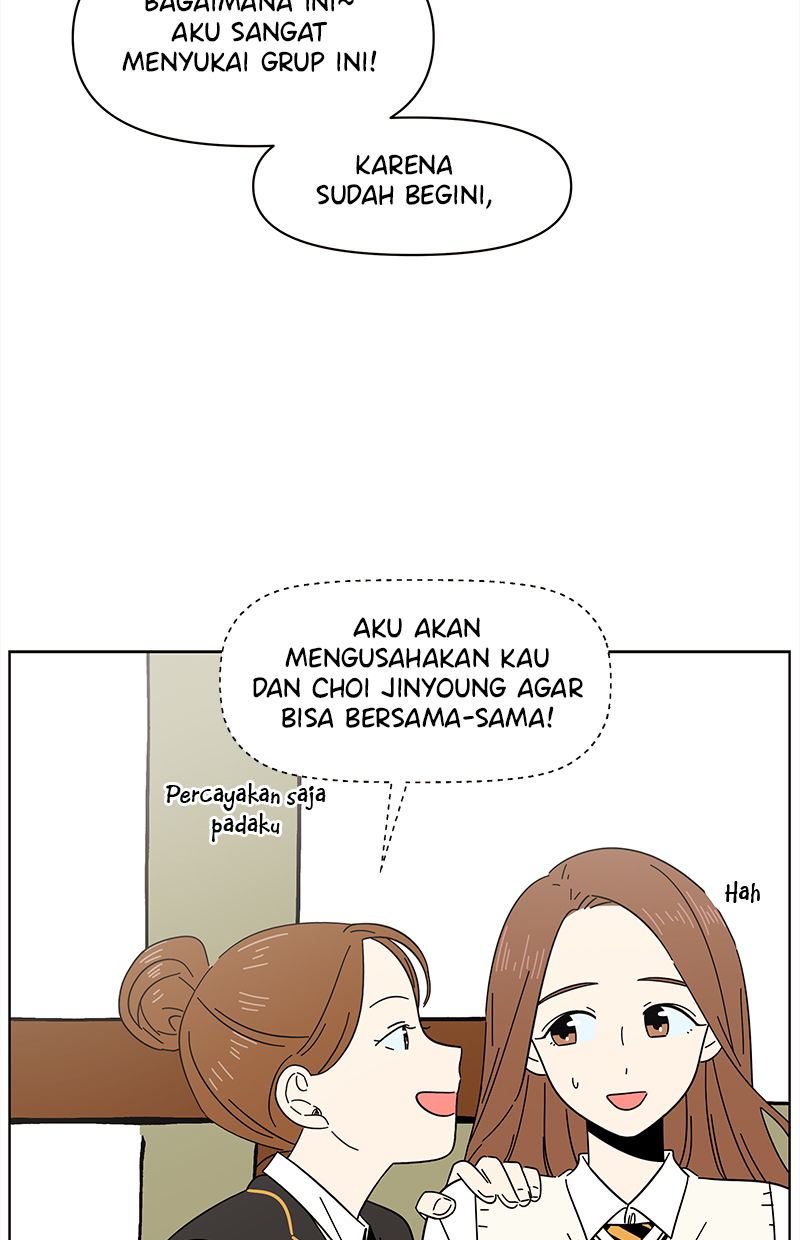 BAGAIMANA INI~
AKU SANGAT
MENYUKAI GRUP INI!
KARENA
SUDAH BEGINI,
AKU AKAN
MENGUSAHAKAN KAU
DAN CHOI JINYOUNG AGAR
BISA BERSAMA-SAMA!
Percayakan saja
padaku
Hah